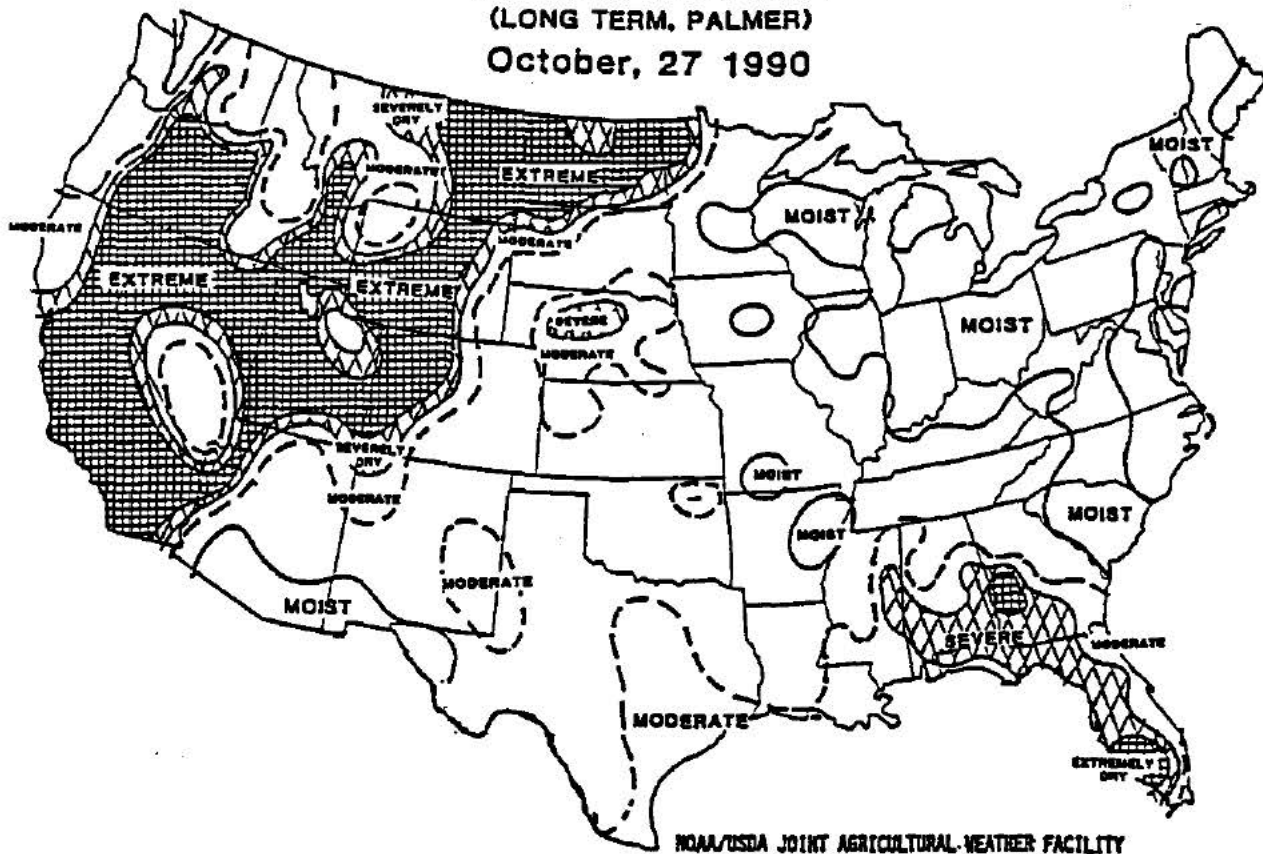 (LONG TERM, PALMER)
October, 27 1990
SEVERELY
DRY
MOIST
MODERATE
EXTREME
MOIST
MODERATE
MODERATE
EXTREME
EXTREME
SEVERE
MOIST
MODERATE
SEVERELY
DRY
MOIST
MODERATE
MOIST
MOIST
MODERATE
MOIST
SEVERE
MODERATE
MODERATE
EXTREMELY
DRY
NOAA/USDA JOINT AGRICULTURAL-WEATHER FACILITY